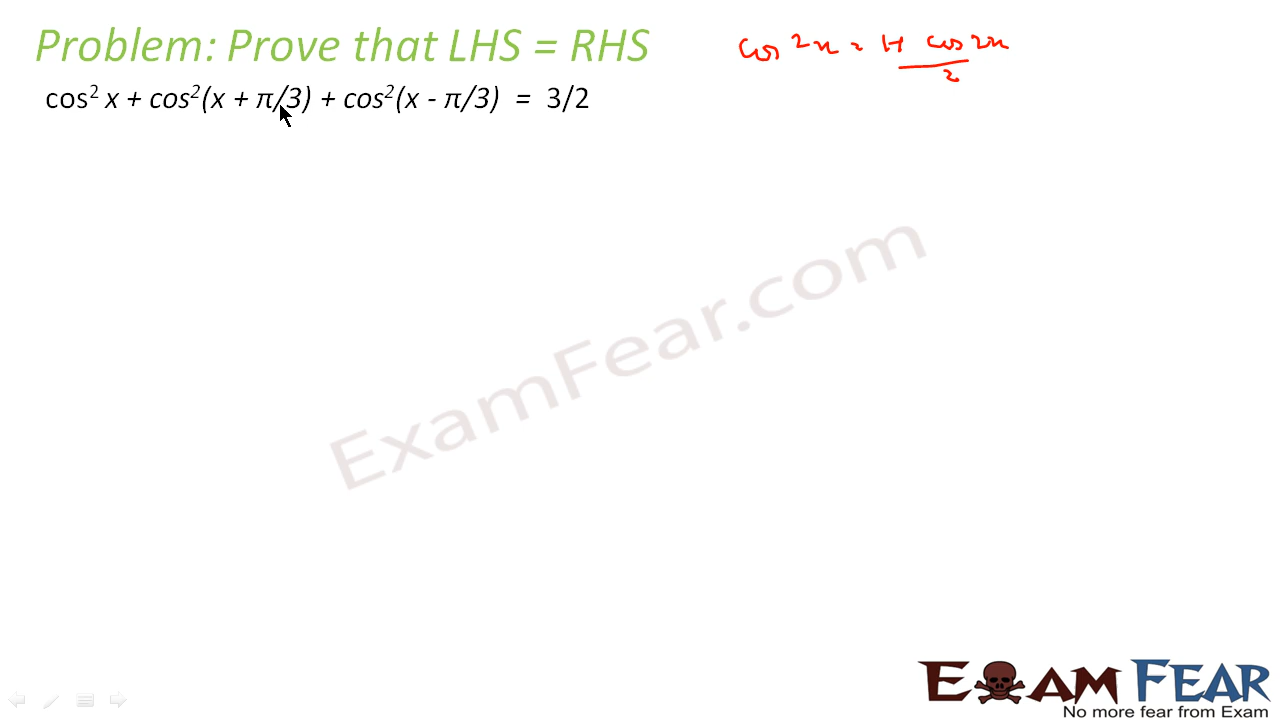 Problem: Prove that LHS = RHS
cos² x + cos²(x + π/3) + cos²(x - π/3) = 3/2
cos ²x = 1+ cos 2x
2
ExamFear.com
EXAM FEAR
No more fear from Exam